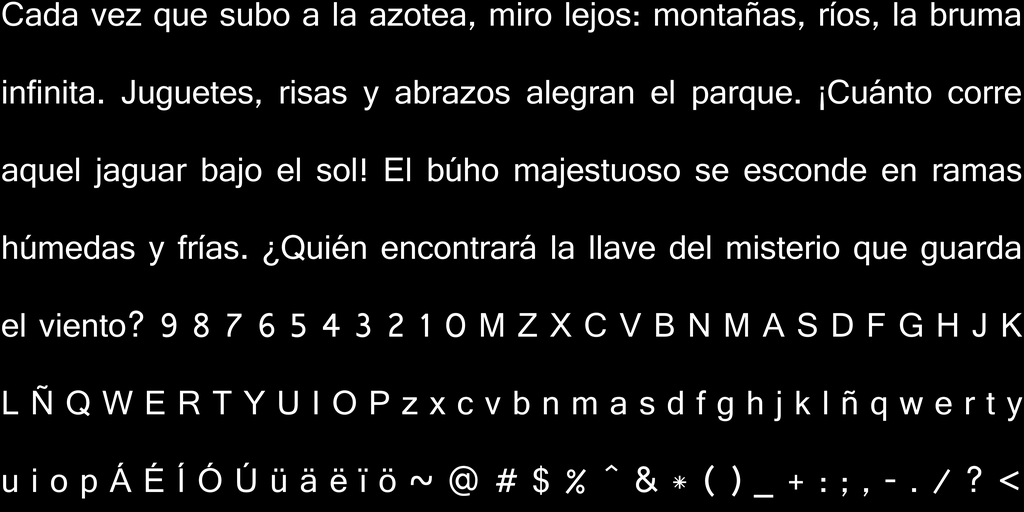 Cada vez que subo a la azotea, miro lejos: montañas, ríos, la bruma
infinita. Juguetes, risas y abrazos alegran el parque. ¡Cuánto corre
aquel jaguar bajo el sol! El búho majestuoso se esconde en ramas
húmedas y frías. ¿Quién encontrará la llave del misterio que guarda
el viento? 9 8 7 6 5 4 3 2 1 0 M Z X C V B N M A S D F G H J K
L Ñ Q W E R T Y U I O P z x c v b n m a s d f g h j k l ñ q w e r t y
u i o p Á É Í Ó Ú ü ä ë ï ö ~ @ # $ % ^ & * ( ) _ + : ; , - . / ? <